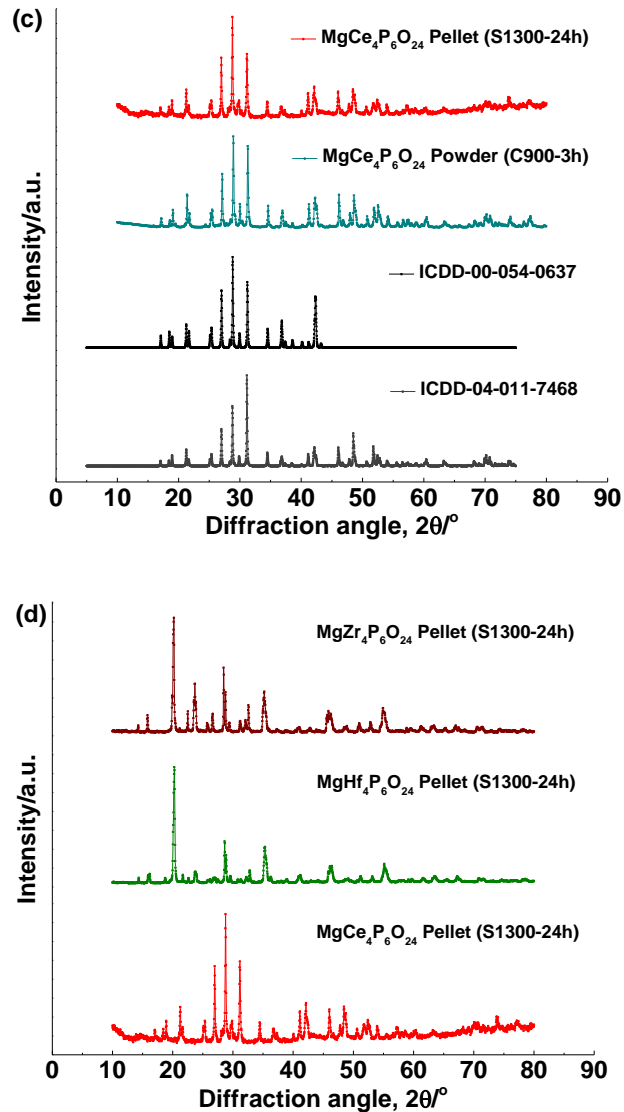 (c)
MgCe₄P₆O₂₄ Pellet (S1300-24h)
MgCe₄P₆O₂₄ Powder (C900-3h)
ICDD-00-054-0637
ICDD-04-011-7468
Intensity/a.u.
0 10 20 30 40 50 60 70 80 90
Diffraction angle, 2θ/°
(d)
MgZr₄P₆O₂₄ Pellet (S1300-24h)
MgHf₄P₆O₂₄ Pellet (S1300-24h)
MgCe₄P₆O₂₄ Pellet (S1300-24h)
Intensity/a.u.
0 10 20 30 40 50 60 70 80 90
Diffraction angle, 2θ/°